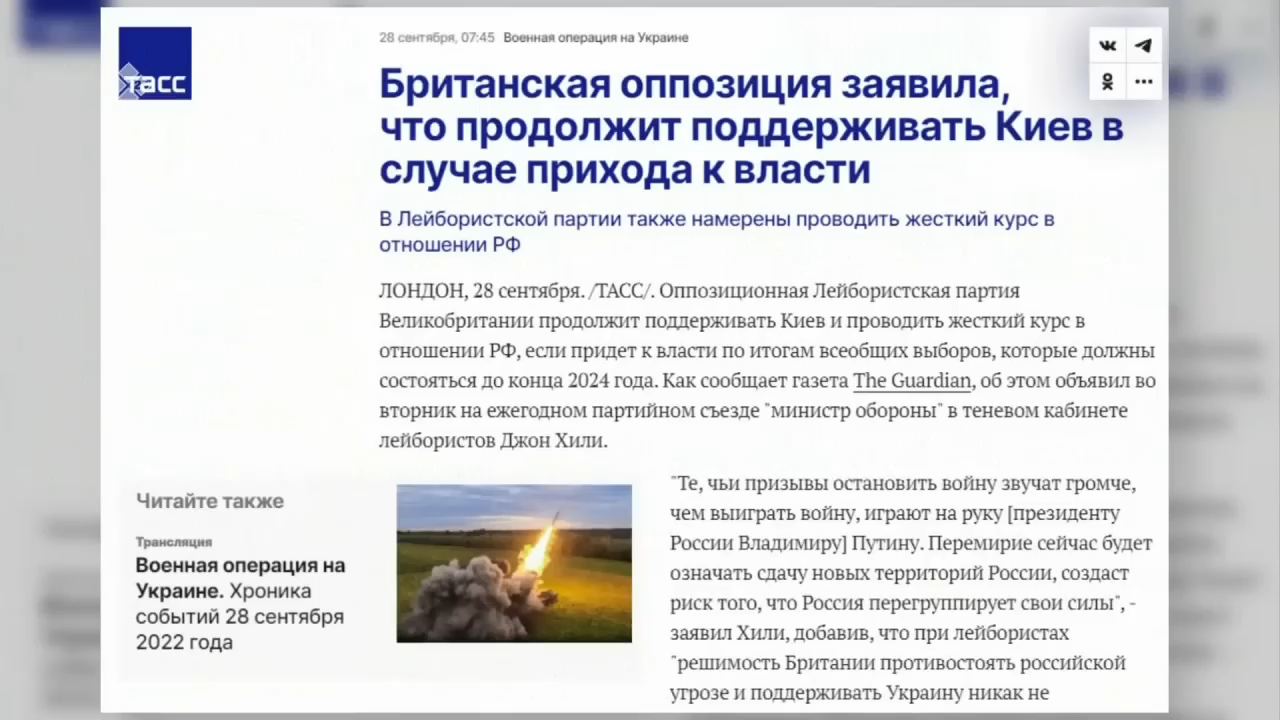 ТАСС
28 сентября, 07:45 Военная операция на Украине
Британская оппозиция заявила,
что продолжит поддерживать Киев в
случае прихода к власти
В Лейбористской партии также намерены проводить жесткий курс в
отношении РФ
ЛОНДОН, 28 сентября. /ТАСС/. Оппозиционная Лейбористская партия
Великобритании продолжит поддерживать Киев и проводить жесткий курс в
отношении РФ, если придет к власти по итогам всеобщих выборов, которые должны
состояться до конца 2024 года. Как сообщает газета The Guardian, об этом объявил во
вторник на ежегодном партийном съезде "министр обороны" в теневом кабинете
лейбористов Джон Хили.
Читайте также
Трансляция
Военная операция на
Украине. Хроника
событий 28 сентября
2022 года
"Те, чьи призывы остановить войну звучат громче,
чем выиграть войну, играют на руку [президенту
России Владимиру] Путину. Перемирие сейчас будет
означать сдачу новых территорий России, создаст
риск того, что Россия перегруппирует свои силы", -
заявил Хили, добавив, что при лейбористах
"решимость Британии противостоять российской
угрозе и поддерживать Украину никак не